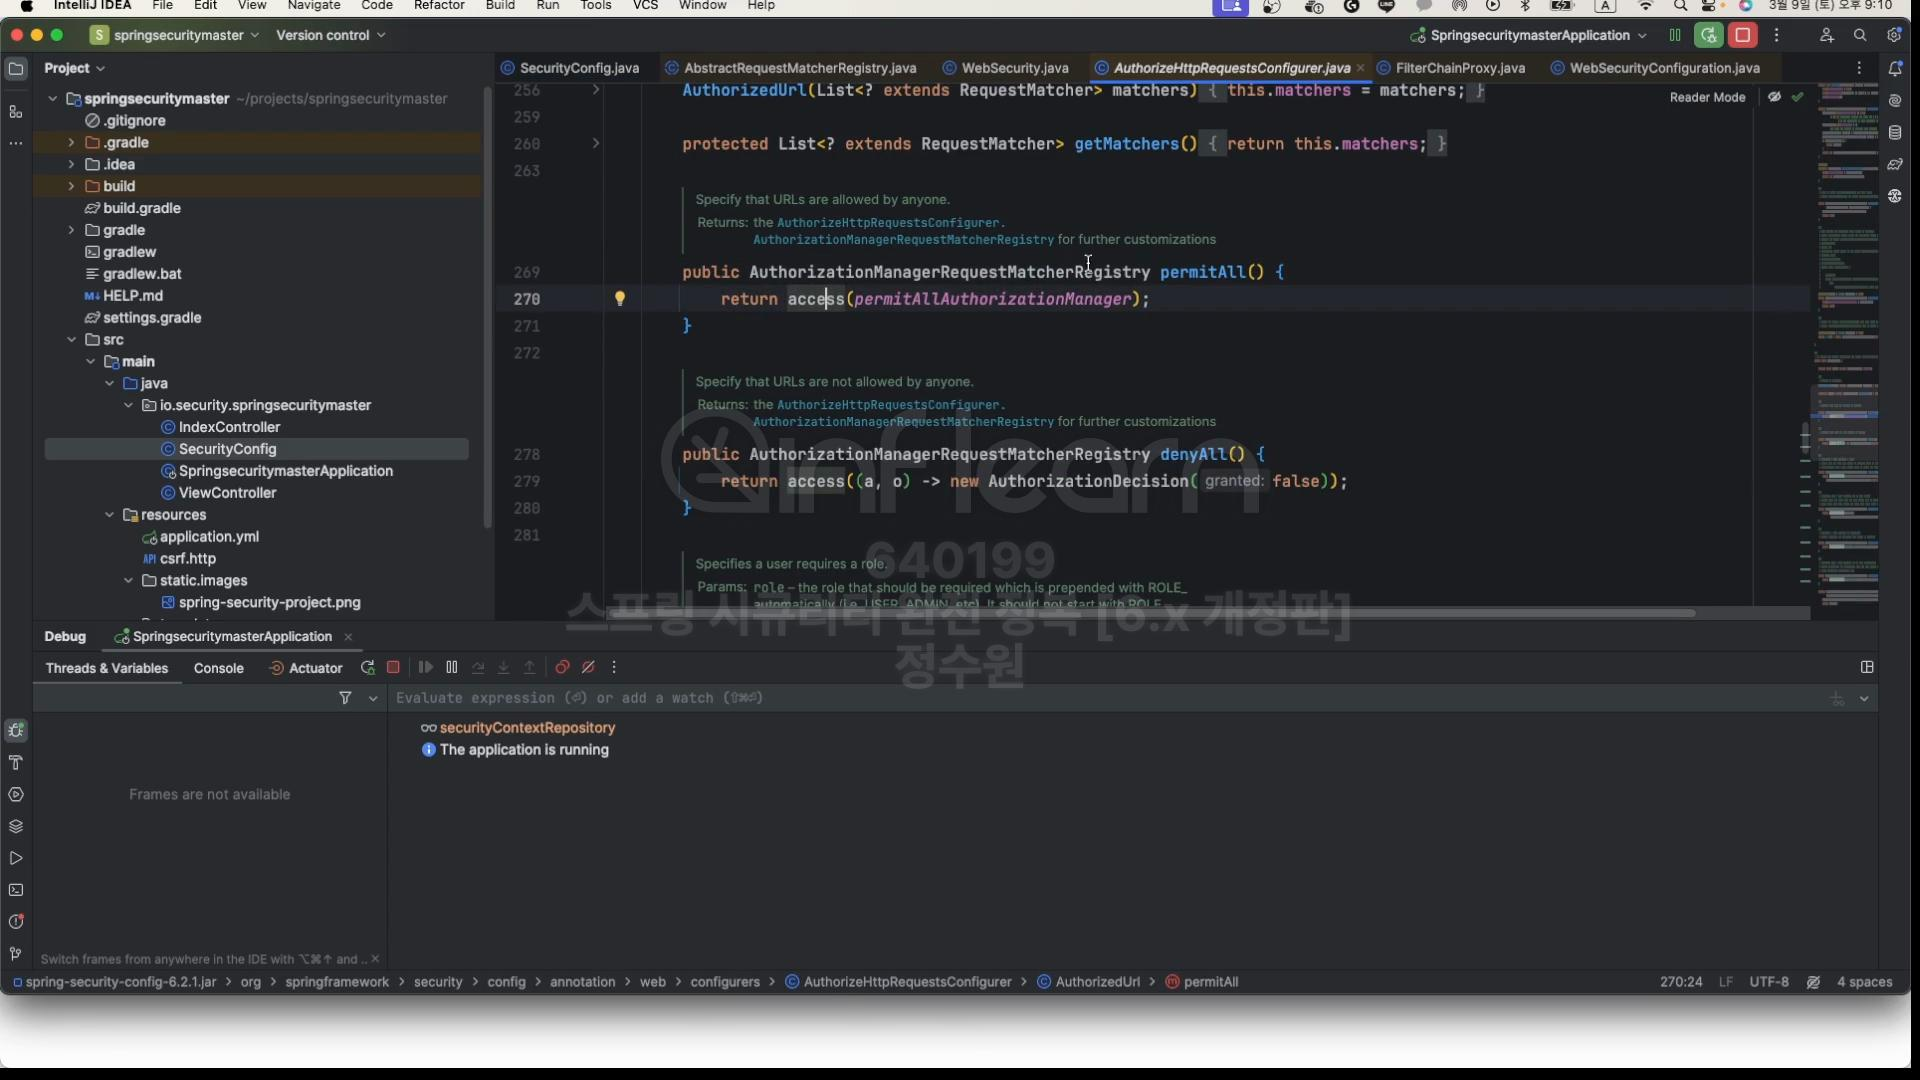 IntelliJ IDEA File Edit View Navigate Code Refactor Build Run Tools VCS Window Help 3월 9일 (토) 오후 9:10
S springsecuritymaster Version control SpringsecuritymasterApplication
Project
SecurityConfig.java AbstractRequestMatcherRegistry.java WebSecurity.java AuthorizeHttpRequestsConfigurer.java FilterChainProxy.java WebSecurityConfiguration.java
springsecuritymaster ~/projects/springsecuritymaster
.gitignore
.gradle
.idea
build
build.gradle
gradle
gradlew
gradlew.bat
HELP.md
settings.gradle
src
main
java
io.security.springsecuritymaster
IndexController
SecurityConfig
SpringsecuritymasterApplication
ViewController
resources
application.yml
API csrf.http
static.images
spring-security-project.png
Reader Mode
256 AuthorizedUrl(List<? extends RequestMatcher> matchers) { this.matchers = matchers; }
259
260 protected List<? extends RequestMatcher> getMatchers() { return this.matchers; }
263
Specify that URLs are allowed by anyone.
Returns: the AuthorizeHttpRequestsConfigurer.
AuthorizationManagerRequestMatcherRegistry for further customizations
269 public AuthorizationManagerRequestMatcherRegistry permitAll() {
270 return access(permitAllAuthorizationManager);
271 }
272
Specify that URLs are not allowed by anyone.
Returns: the AuthorizeHttpRequestsConfigurer.
AuthorizationManagerRequestMatcherRegistry for further customizations
278 public AuthorizationManagerRequestMatcherRegistry denyAll() {
279 return access((a, o) -> new AuthorizationDecision( granted: false));
280 }
281
Specifies a user requires a role.
Params: role – the role that should be required which is prepended with ROLE_
automatically (i.e. USER, ADMIN, etc). It should not start with ROLE_
inflearn
640199
스프링 시큐리티 완전 정복 [6.x 개정판]
정수원
Debug SpringsecuritymasterApplication
Threads & Variables Console Actuator
Evaluate expression (⏎) or add a watch (⇧⌘⏎)
securityContextRepository
The application is running
Frames are not available
Switch frames from anywhere in the IDE with ⌥⌘↑ and ..
spring-security-config-6.2.1.jar > org > springframework > security > config > annotation > web > configurers > AuthorizeHttpRequestsConfigurer > AuthorizedUrl > permitAll 270:24 LF UTF-8 4 spaces